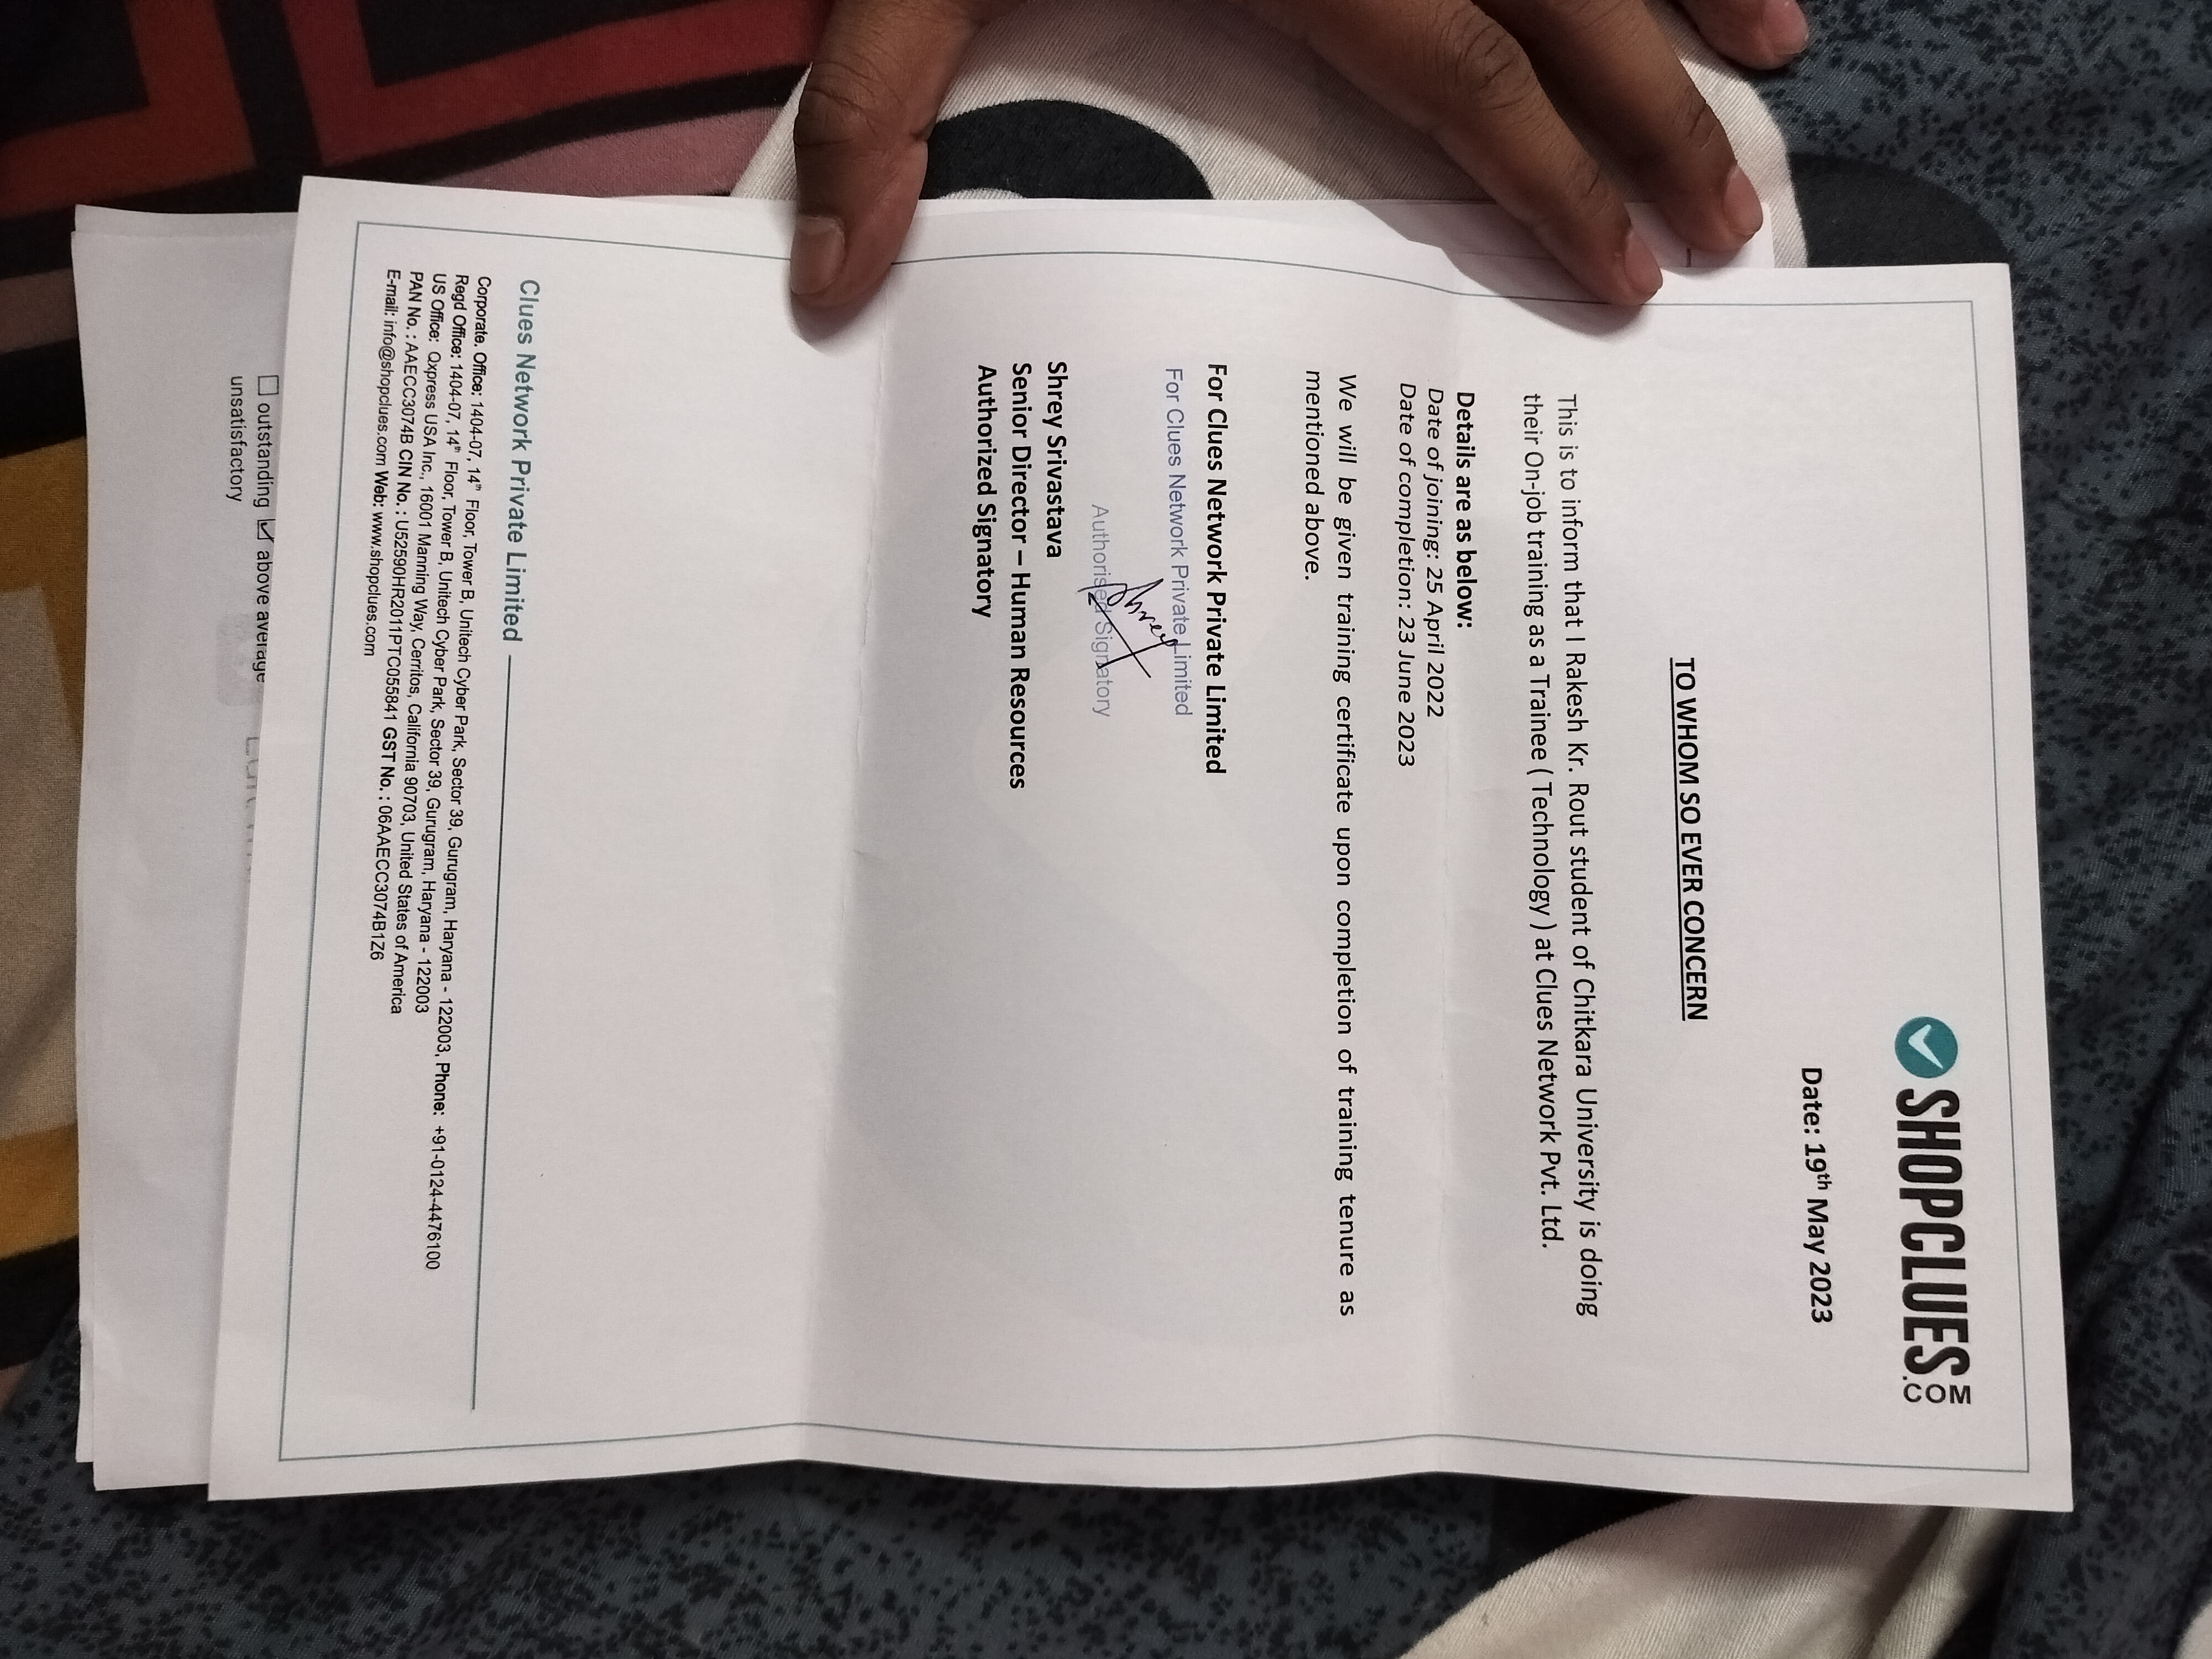 SHOPCLUES.COM
Date: 19th May 2023
TO WHOM SO EVER CONCERN
This is to inform that I Rakesh Kr. Rout student of Chitkara University is doing
their On-job training as a Trainee ( Technology ) at Clues Network Pvt. Ltd.
Details are as below:
Date of joining: 25 April 2022
Date of completion: 23 June 2023
We will be given training certificate upon completion of training tenure as
mentioned above.
For Clues Network Private Limited
For Clues Network Private Limited
Shrey
Authorised Signatory
Shrey Srivastava
Senior Director – Human Resources
Authorized Signatory
Clues Network Private Limited
Corporate. Office: 1404-07, 14th Floor, Tower B, Unitech Cyber Park, Sector 39, Gurugram, Haryana - 122003, Phone: +91-0124-4476100
Regd Office: 1404-07, 14th Floor, Tower B, Unitech Cyber Park, Sector 39, Gurugram, Haryana - 122003
US Office: Qxpress USA Inc., 16001 Manning Way, Cerritos, California 90703, United States of America
PAN No. : AAECC3074B CIN No. : U52590HR2011PTC055841 GST No. : 06AAECC3074B1Z6
E-mail: info@shopclues.com Web: www.shopclues.com
☐ outstanding ☑ above average
unsatisfactory